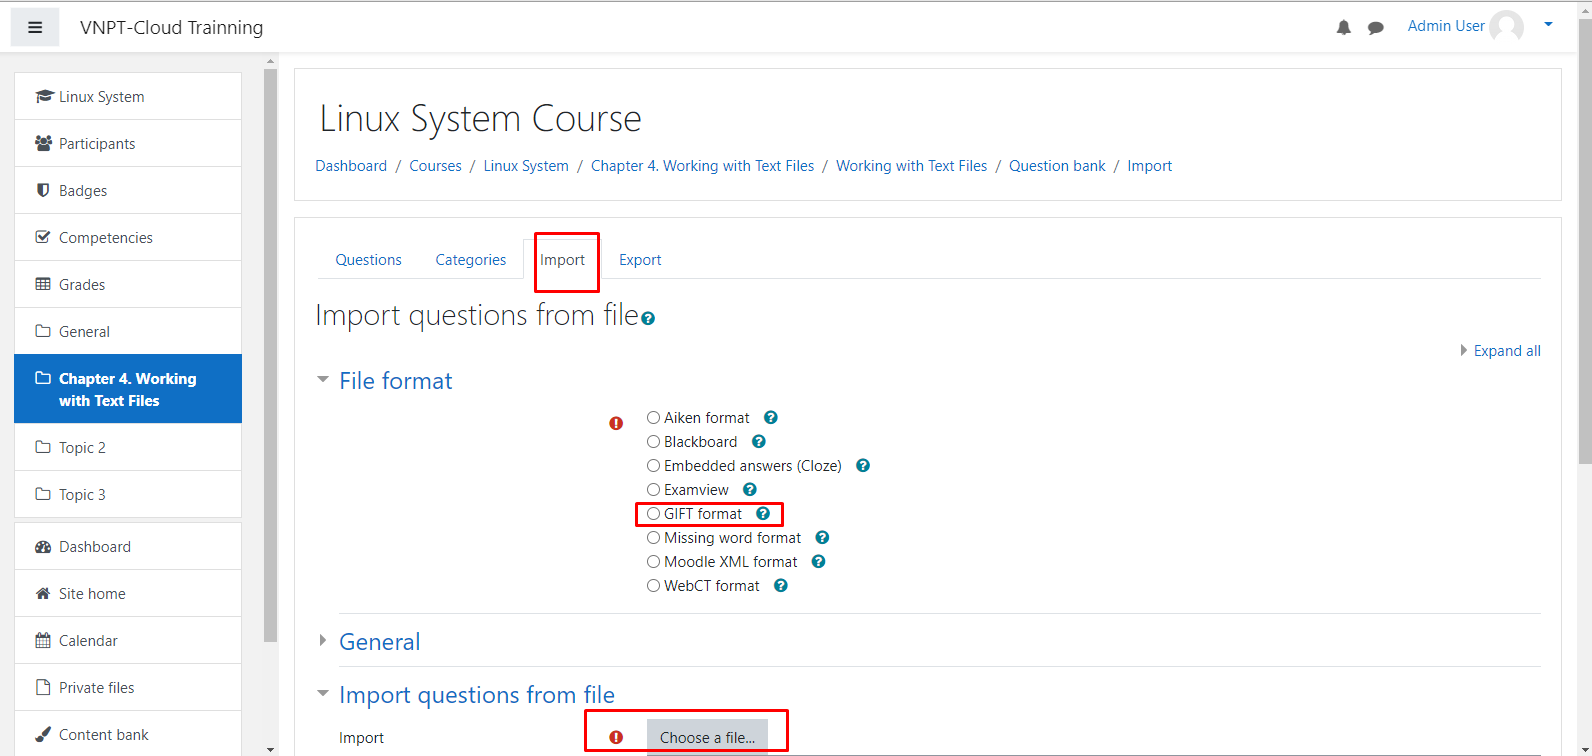 VNPT-Cloud Trainning
Admin User
Linux System
Participants
Badges
Competencies
Grades
General
Chapter 4. Working
with Text Files
Topic 2
Topic 3
Dashboard
Site home
Calendar
Private files
Content bank
Linux System Course
Dashboard / Courses / Linux System / Chapter 4. Working with Text Files / Working with Text Files / Question bank / Import
Questions Categories Import Export
Import questions from file
Expand all
File format
Aiken format
Blackboard
Embedded answers (Cloze)
Examview
GIFT format
Missing word format
Moodle XML format
WebCT format
General
Import questions from file
Import Choose a file...